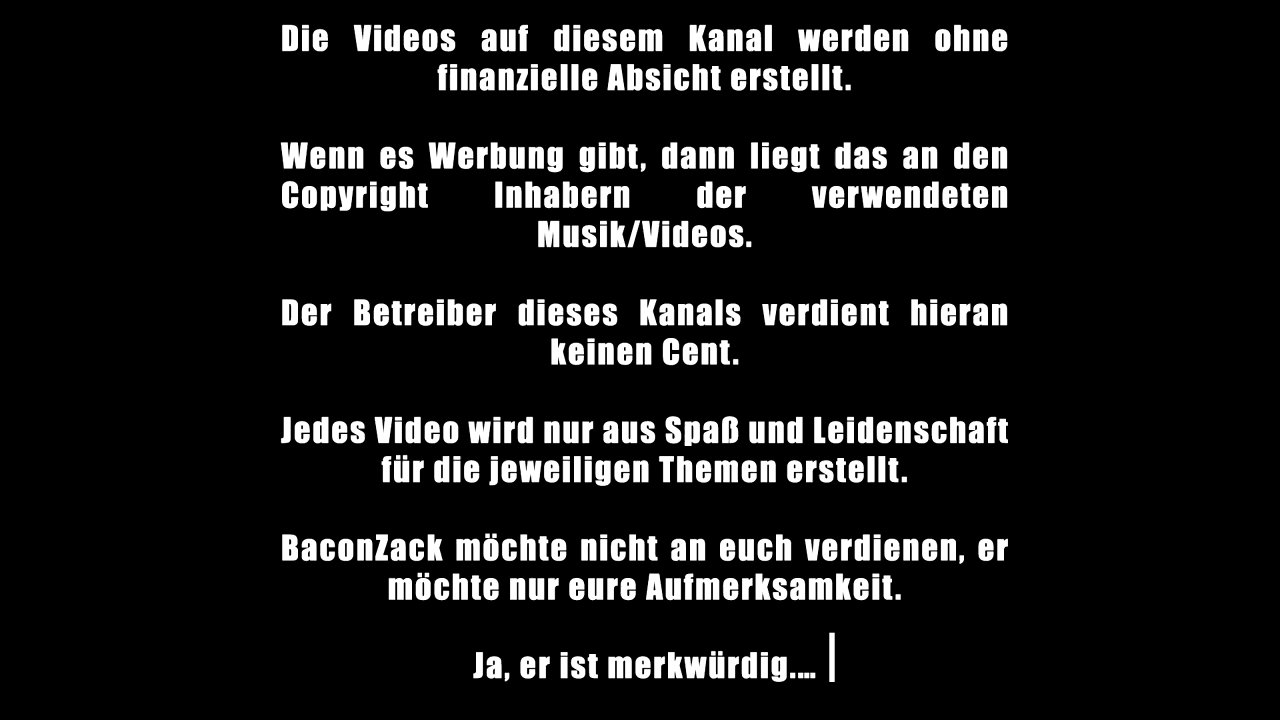 Die Videos auf diesem Kanal werden ohne
finanzielle Absicht erstellt.
Wenn es Werbung gibt, dann liegt das an den
Copyright Inhabern der verwendeten
Musik/Videos.
Der Betreiber dieses Kanals verdient hieran
keinen Cent.
Jedes Video wird nur aus Spaß und Leidenschaft
für die jeweiligen Themen erstellt.
BaconZack möchte nicht an euch verdienen, er
möchte nur eure Aufmerksamkeit.
Ja, er ist merkwürdig....